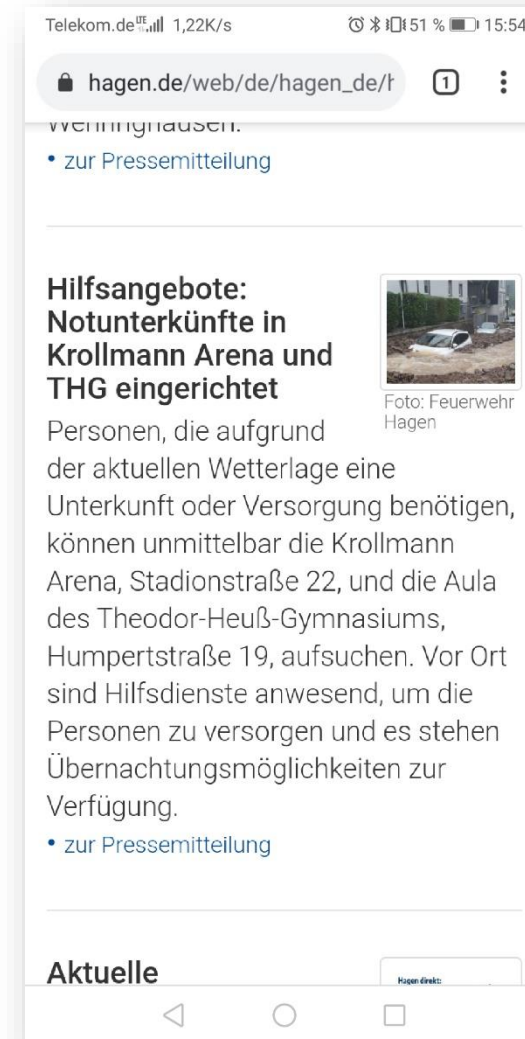 Telekom.de 1,22K/s 51 % 15:54
hagen.de/web/de/hagen_de/h 1
Wehringhausen.
• zur Pressemitteilung
Hilfsangebote:
Notunterkünfte in
Krollmann Arena und
THG eingerichtet
Foto: Feuerwehr
Hagen
Personen, die aufgrund
der aktuellen Wetterlage eine
Unterkunft oder Versorgung benötigen,
können unmittelbar die Krollmann
Arena, Stadionstraße 22, und die Aula
des Theodor-Heuß-Gymnasiums,
Humpertstraße 19, aufsuchen. Vor Ort
sind Hilfsdienste anwesend, um die
Personen zu versorgen und es stehen
Übernachtungsmöglichkeiten zur
Verfügung.
• zur Pressemitteilung
Aktuelle
Hagen direkt: